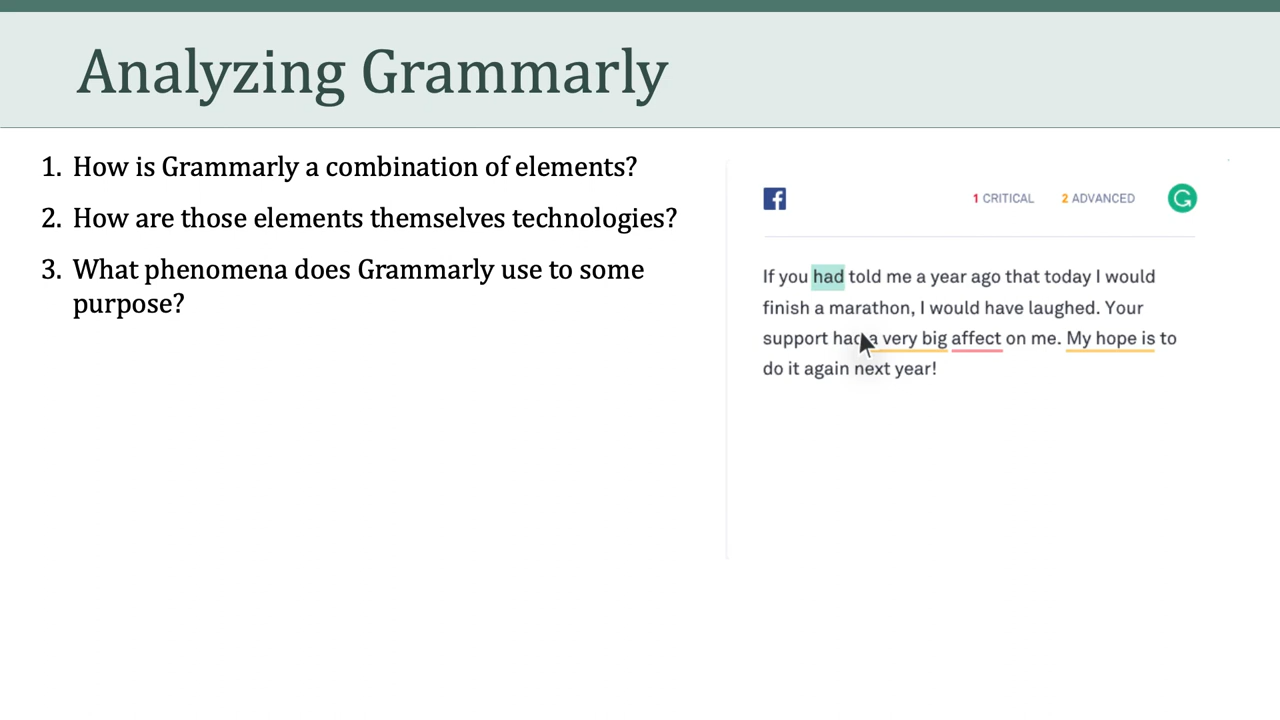 Analyzing Grammarly
1. How is Grammarly a combination of elements?
2. How are those elements themselves technologies?
3. What phenomena does Grammarly use to some
purpose?
1 CRITICAL 2 ADVANCED
If you had told me a year ago that today I would
finish a marathon, I would have laughed. Your
support had a very big affect on me. My hope is to
do it again next year!